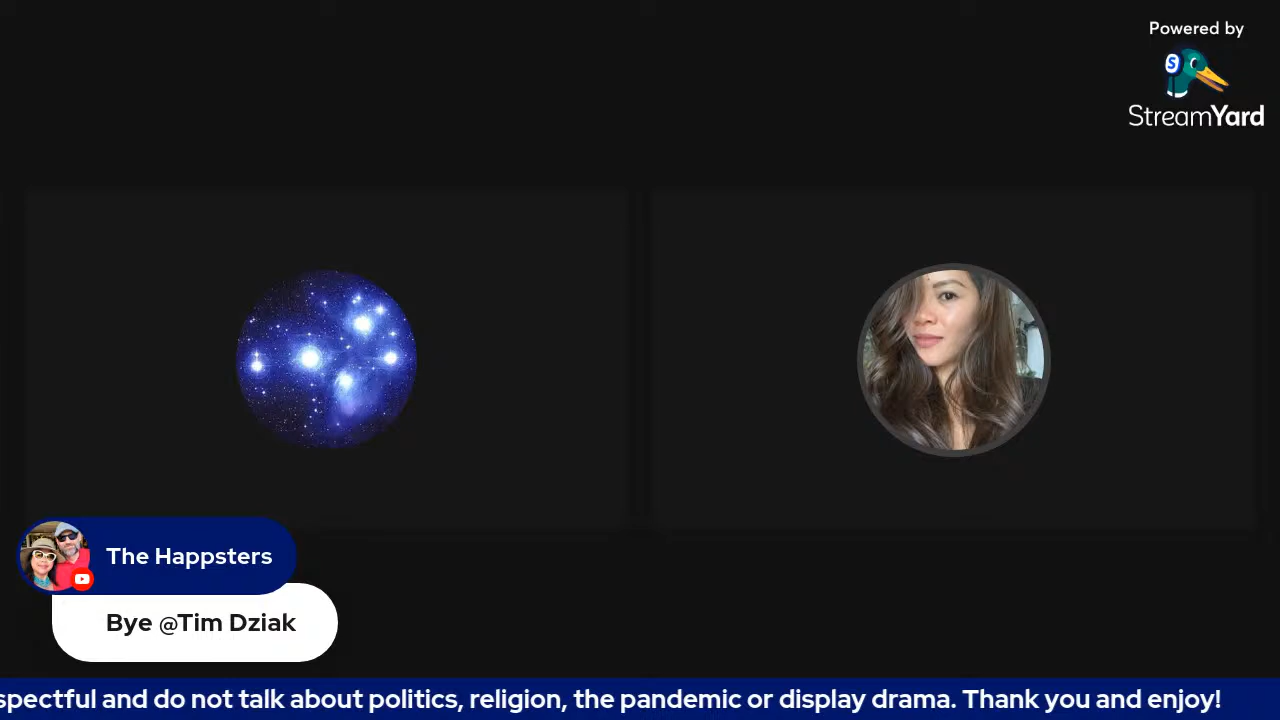 Powered by
S
StreamYard
The Happsters
Bye @Tim Dziak
spectful and do not talk about politics, religion, the pandemic or display drama. Thank you and enjoy!